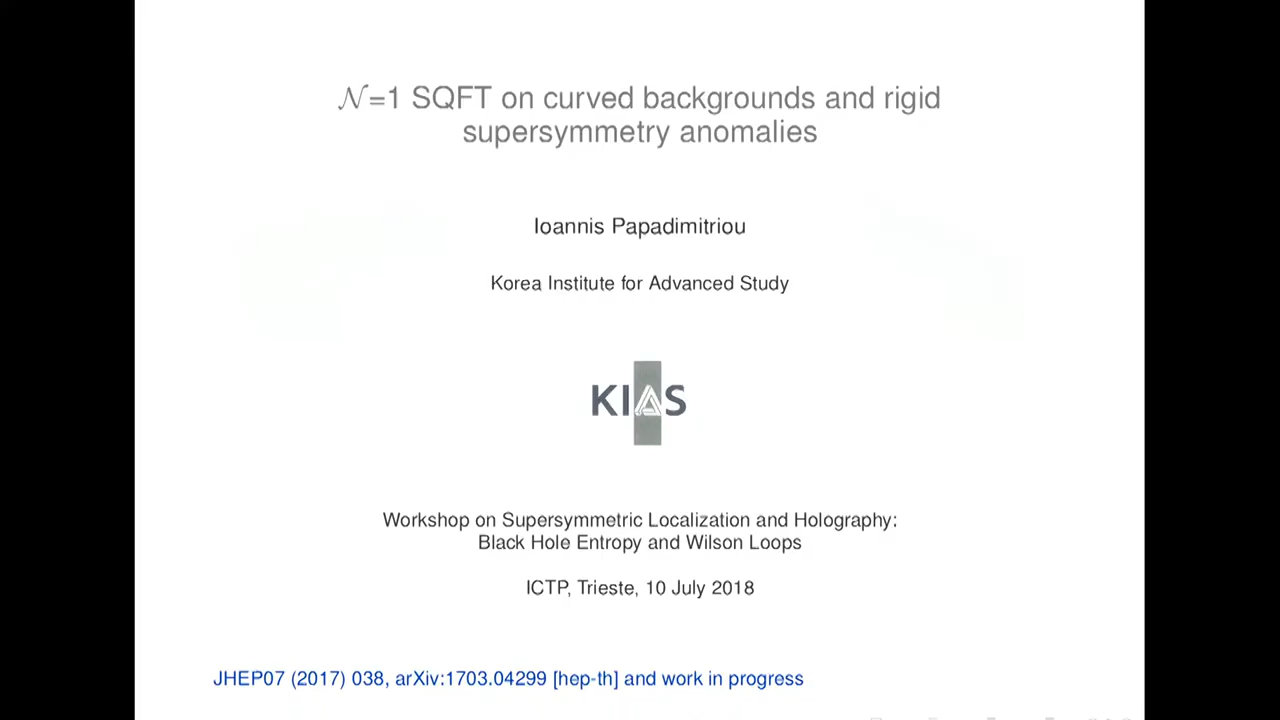 𝒩=1 SQFT on curved backgrounds and rigid
supersymmetry anomalies
Ioannis Papadimitriou
Korea Institute for Advanced Study
KIAS
Workshop on Supersymmetric Localization and Holography:
Black Hole Entropy and Wilson Loops
ICTP, Trieste, 10 July 2018
JHEP07 (2017) 038, arXiv:1703.04299 [hep-th] and work in progress